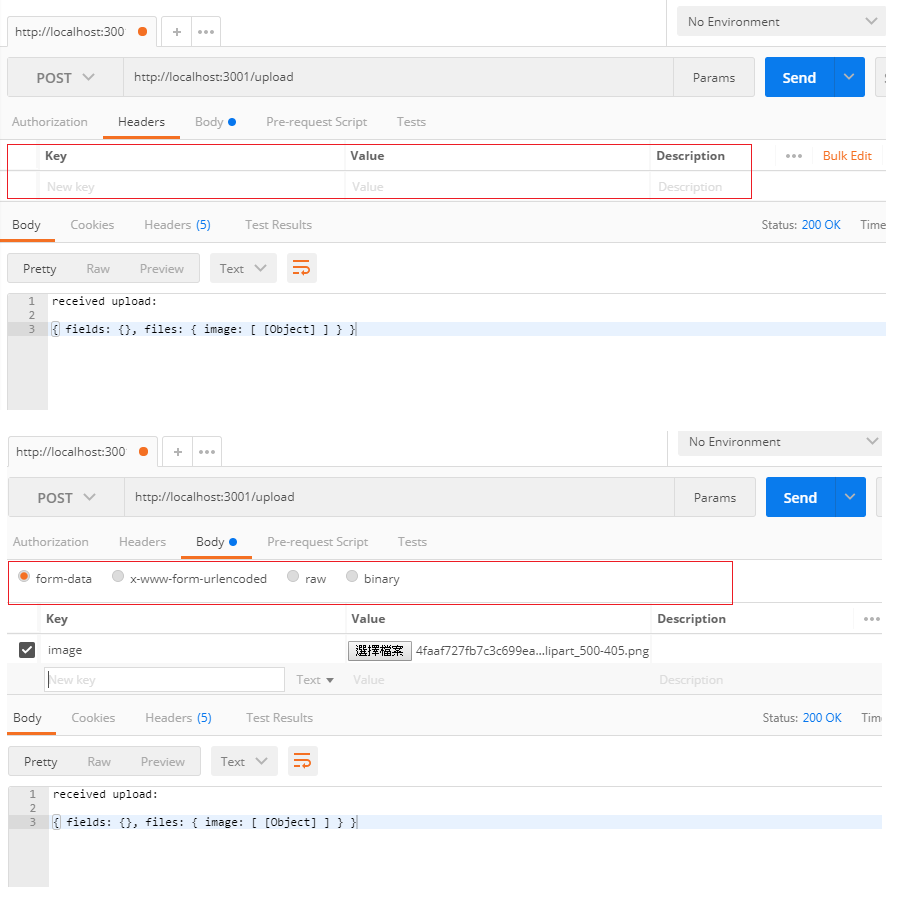 http://localhost:300 + ••• No Environment
POST http://localhost:3001/upload Params Send
Authorization Headers Body Pre-request Script Tests
Key Value Description ••• Bulk Edit
New key Value Description
Body Cookies Headers (5) Test Results Status: 200 OK Time
Pretty Raw Preview Text
1 received upload:
2
3 { fields: {}, files: { image: [ [Object] ] } }
http://localhost:300 + ••• No Environment
POST http://localhost:3001/upload Params Send
Authorization Headers Body Pre-request Script Tests
form-data x-www-form-urlencoded raw binary
Key Value Description •••
image 選擇檔案 4faaf727fb7c3c699ea...lipart_500-405.png
New key Text Value Description
Body Cookies Headers (5) Test Results Status: 200 OK Tim
Pretty Raw Preview Text
1 received upload:
2
3 { fields: {}, files: { image: [ [Object] ] } }